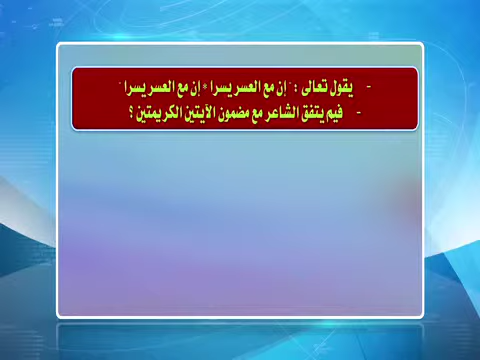 - يقول تعالى : " إن مع العسر يسرا * إن مع العسر يسرا "
- فيم يتفق الشاعر مع مضمون الآيتين الكريمتين ؟